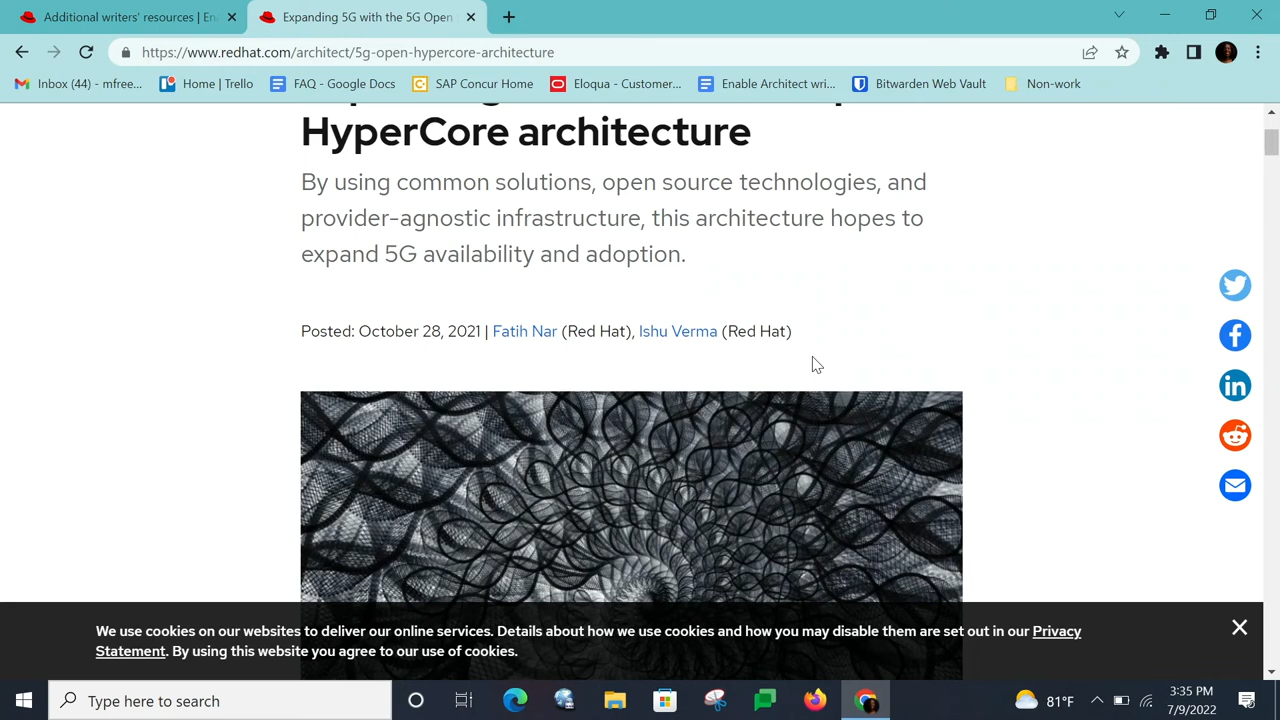 Additional writers' resources | En
Expanding 5G with the 5G Open
https://www.redhat.com/architect/5g-open-hypercore-architecture
Inbox (44) - mfree...
Home | Trello
FAQ - Google Docs
SAP Concur Home
Eloqua - Customer...
Enable Architect wri...
Bitwarden Web Vault
Non-work
HyperCore architecture
By using common solutions, open source technologies, and
provider-agnostic infrastructure, this architecture hopes to
expand 5G availability and adoption.
Posted: October 28, 2021 | Fatih Nar (Red Hat), Ishu Verma (Red Hat)
We use cookies on our websites to deliver our online services. Details about how we use cookies and how you may disable them are set out in our Privacy
Statement. By using this website you agree to our use of cookies.
Type here to search
81°F
3:35 PM
7/9/2022